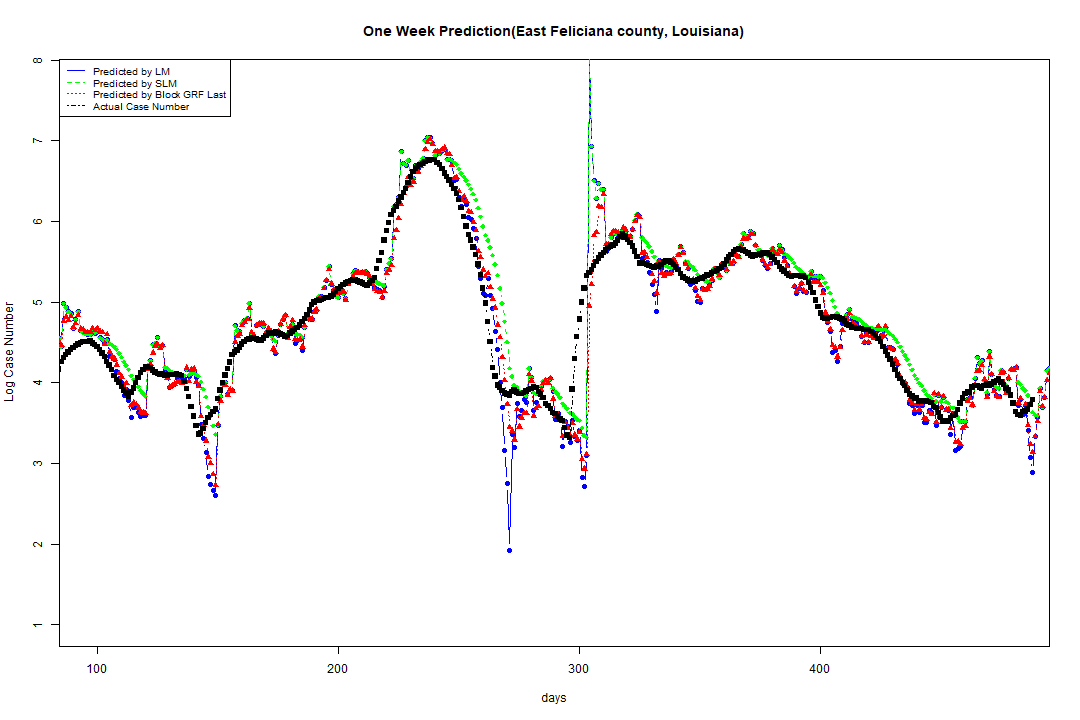 One Week Prediction(East Feliciana county, Louisiana)
Predicted by LM
Predicted by SLM
Predicted by Block GRF Last
Actual Case Number
Log Case Number
8
7
6
5
4
3
2
1
100 200 300 400
days